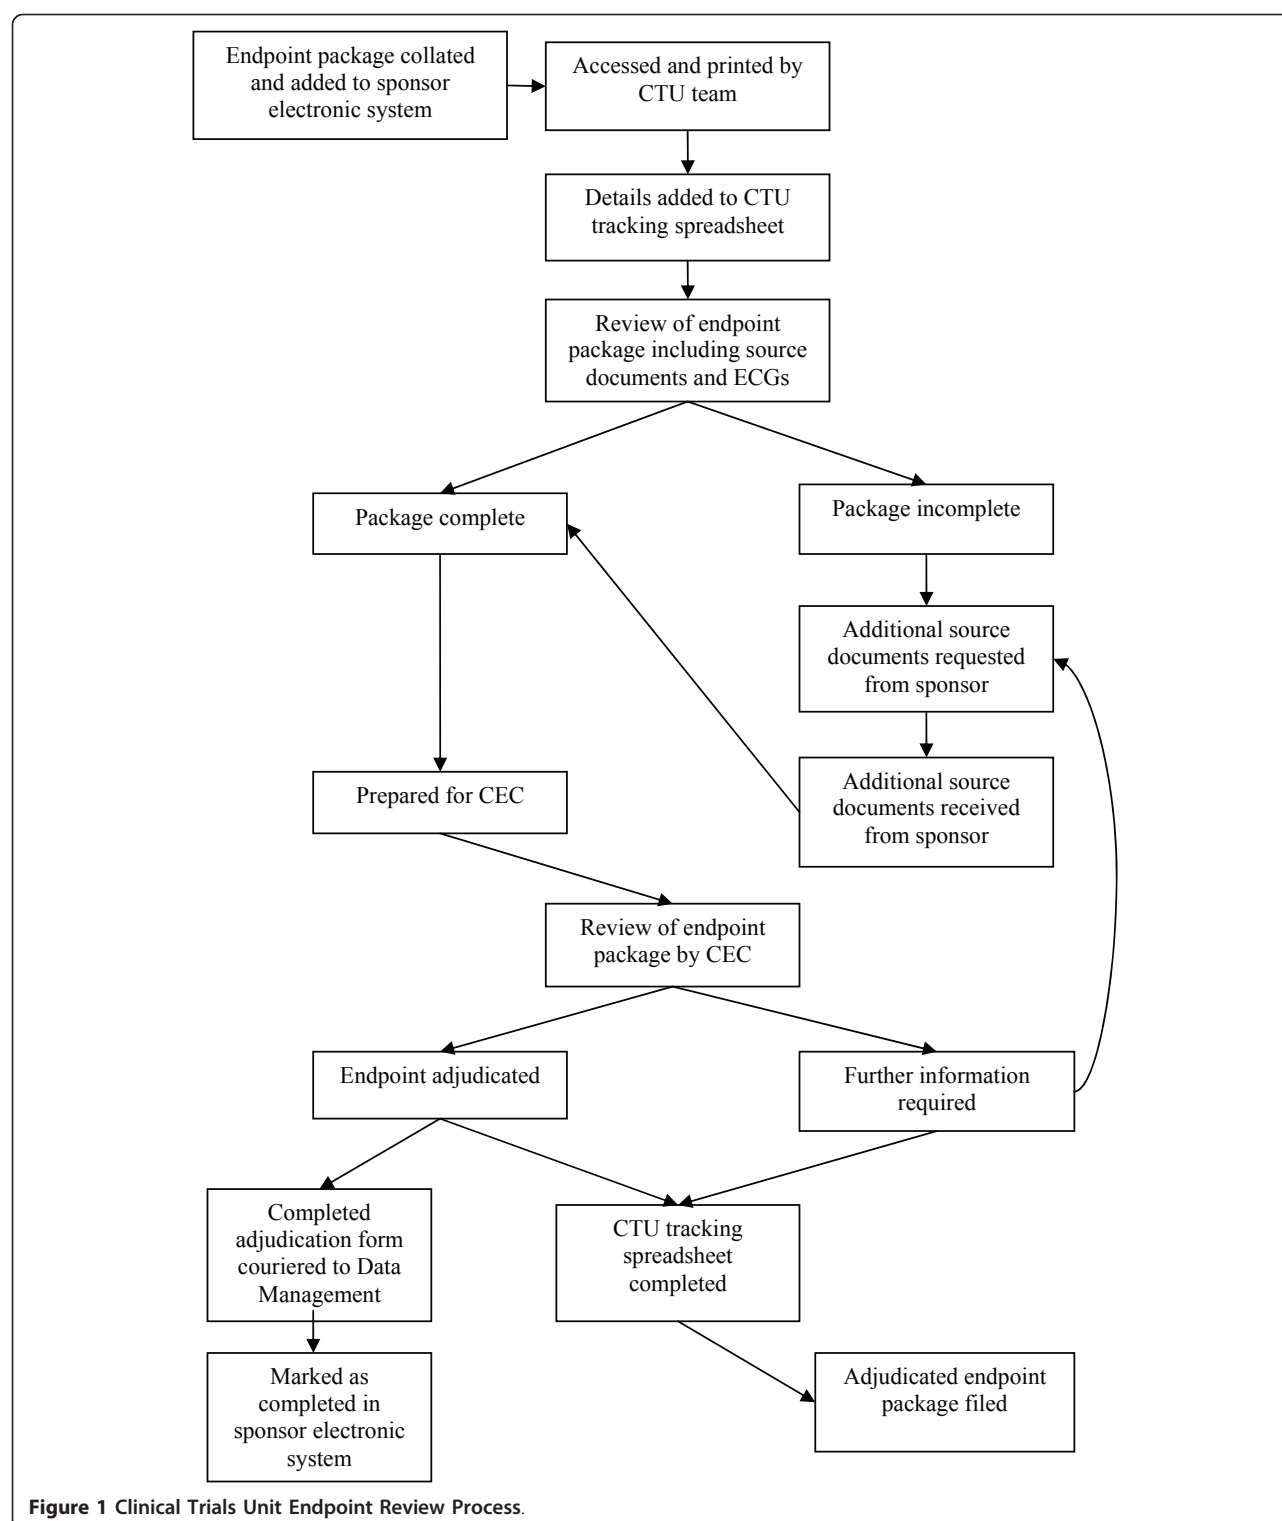 Endpoint package collated
and added to sponsor
electronic system
Accessed and printed by
CTU team
Details added to CTU
tracking spreadsheet
Review of endpoint
package including source
documents and ECGs
Package complete
Package incomplete
Additional source
documents requested
from sponsor
Additional source
documents received
from sponsor
Prepared for CEC
Review of endpoint
package by CEC
Endpoint adjudicated
Further information
required
Completed
adjudication form
couriered to Data
Management
CTU tracking
spreadsheet
completed
Marked as
completed in
sponsor electronic
system
Adjudicated endpoint
package filed
Figure 1 Clinical Trials Unit Endpoint Review Process.